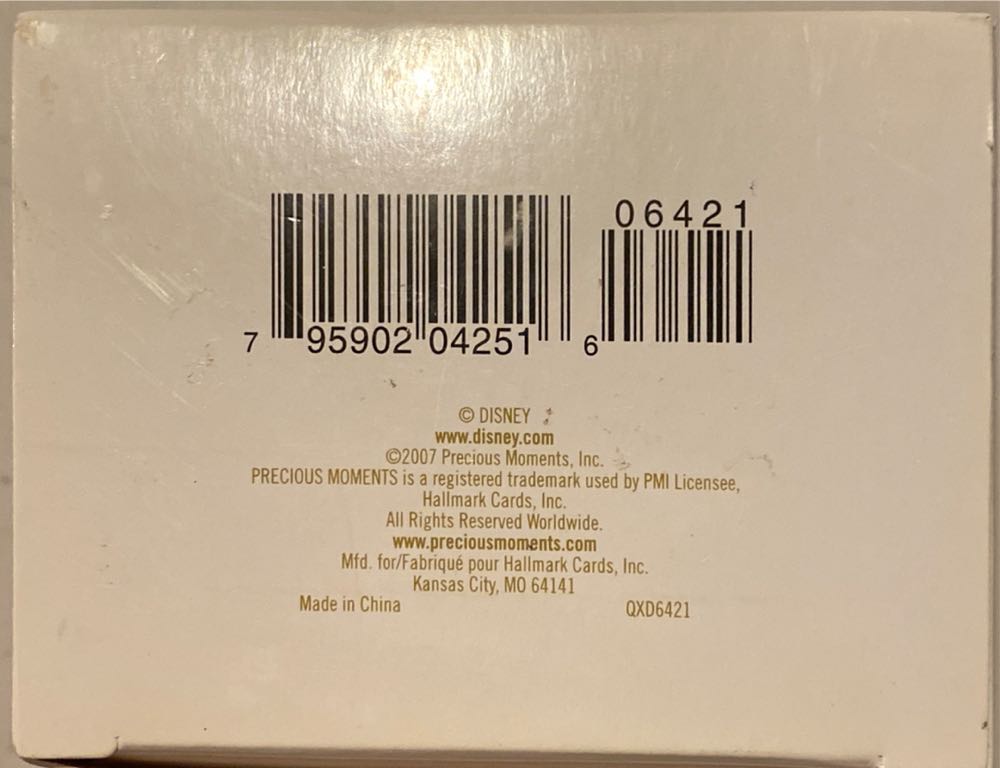 06421
7 95902 04251 6
© DISNEY
www.disney.com
©2007 Precious Moments, Inc.
PRECIOUS MOMENTS is a registered trademark used by PMI Licensee,
Hallmark Cards, Inc.
All Rights Reserved Worldwide.
www.preciousmoments.com
Mfd. for/Fabriqué pour Hallmark Cards, Inc.
Kansas City, MO 64141
Made in China QXD6421